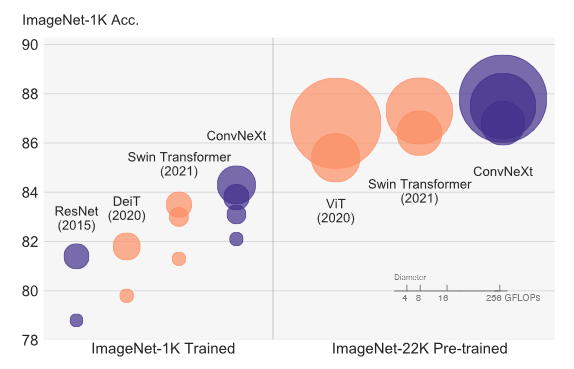 ImageNet-1K Acc.
90
88
86
84
82
80
78
ResNet
(2015)
DeiT
(2020)
Swin Transformer
(2021)
ConvNeXt
ViT
(2020)
Swin Transformer
(2021)
ConvNeXt
Diameter
4 8 16 256 GFLOPs
ImageNet-1K Trained
ImageNet-22K Pre-trained